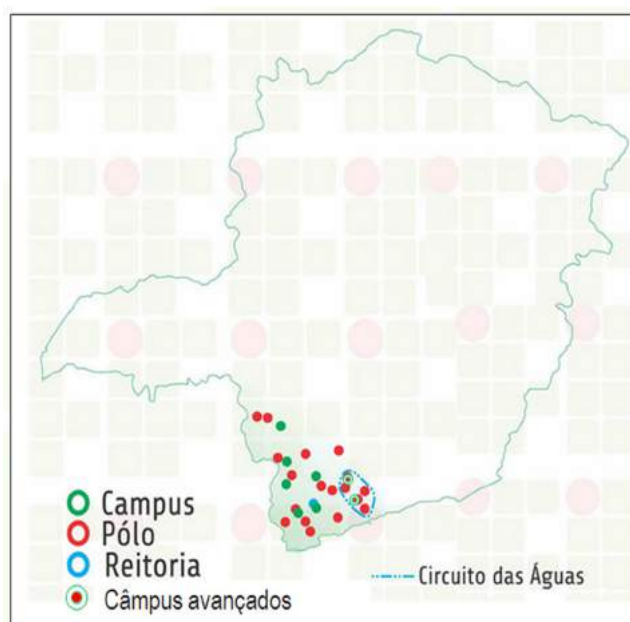 Campus
Pólo
Reitoria
Circuito das Águas
Câmpus avançados